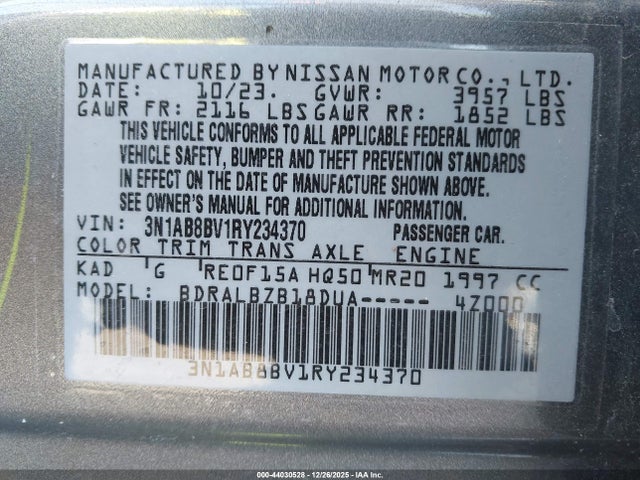 MANUFACTURED BY NISSAN MOTOR CO., LTD.
DATE: 10/23. GVWR: 3957 LBS
GAWR FR: 2116 LBS GAWR RR: 1852 LBS
THIS VEHICLE CONFORMS TO ALL APPLICABLE FEDERAL MOTOR
VEHICLE SAFETY, BUMPER AND THEFT PREVENTION STANDARDS
IN EFFECT ON THE DATE OF MANUFACTURE SHOWN ABOVE.
SEE OWNER'S MANUAL FOR ADDITIONAL INFORMATION.
VIN: 3N1AB8BV1RY234370 PASSENGER CAR.
COLOR TRIM TRANS AXLE ENGINE
KAD G RE0F15A HQ50 MR20 1997 CC
MODEL: BDRALBZB18DUA----- 4Z000
3N1AB8BV1RY234370
000-44030528 | 12/26/2025 | IAA Inc.